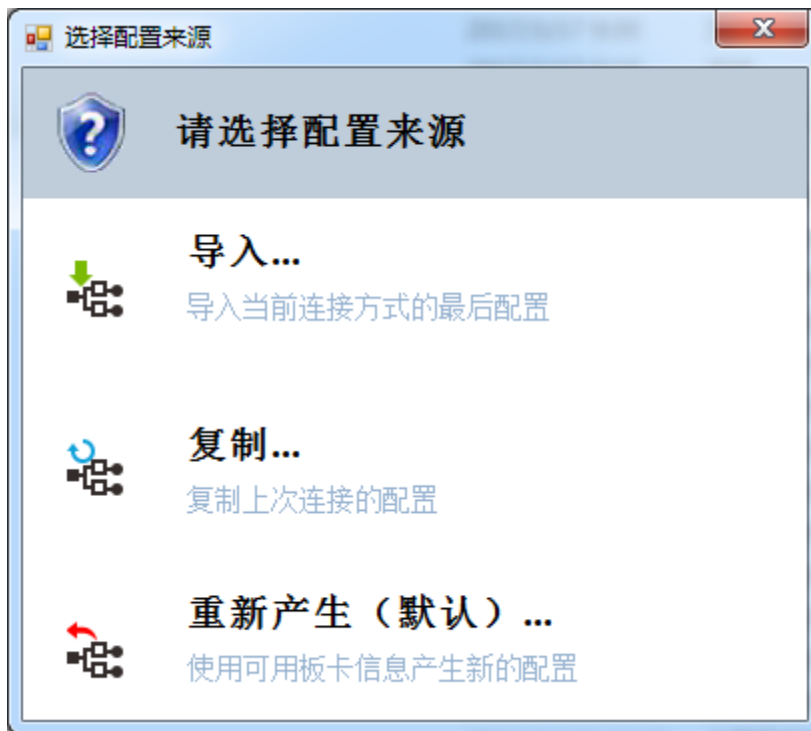 选择配置来源
请选择配置来源
导入...
导入当前连接方式的最后配置
复制...
复制上次连接的配置
重新产生（默认）...
使用可用板卡信息产生新的配置